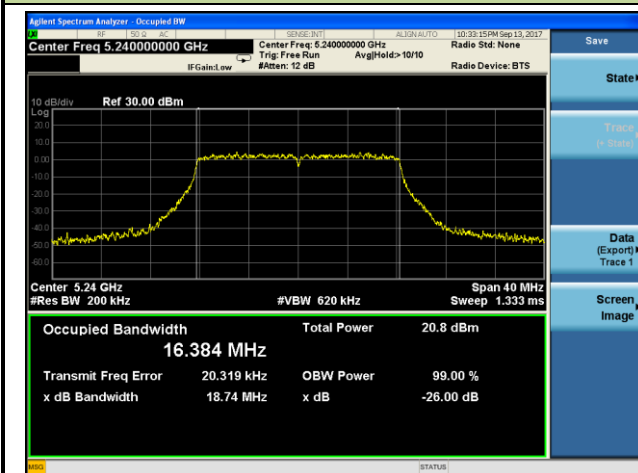 Agilent Spectrum Analyzer - Occupied BW
RF 50 Ω AC SENSE:INT ALIGN AUTO 10:33:15 PM Sep 13, 2017
Center Freq 5.240000000 GHz Center Freq: 5.240000000 GHz Radio Std: None
Trig: Free Run Avg|Hold:>10/10
IFGain:Low #Atten: 12 dB Radio Device: BTS
Save
State
Trace
(+ State)
Data
(Export)
Trace 1
Screen
Image
10 dB/div Ref 30.00 dBm
Log
20.0
10.0
0.00
-10.0
-20.0
-30.0
-40.0
-50.0
-60.0
Center 5.24 GHz Span 40 MHz
#Res BW 200 kHz #VBW 620 kHz Sweep 1.333 ms
Occupied Bandwidth Total Power 20.8 dBm
16.384 MHz
Transmit Freq Error 20.319 kHz OBW Power 99.00 %
x dB Bandwidth 18.74 MHz x dB -26.00 dB
MSG STATUS